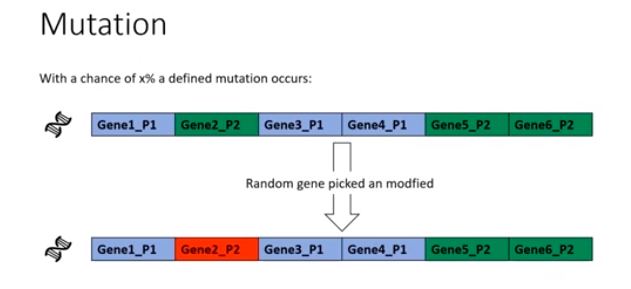 Mutation
With a chance of x% a defined mutation occurs:
Gene1_P1 Gene2_P2 Gene3_P1 Gene4_P1 Gene5_P2 Gene6_P2
Random gene picked an modfied
Gene1_P1 Gene2_P2 Gene3_P1 Gene4_P1 Gene5_P2 Gene6_P2